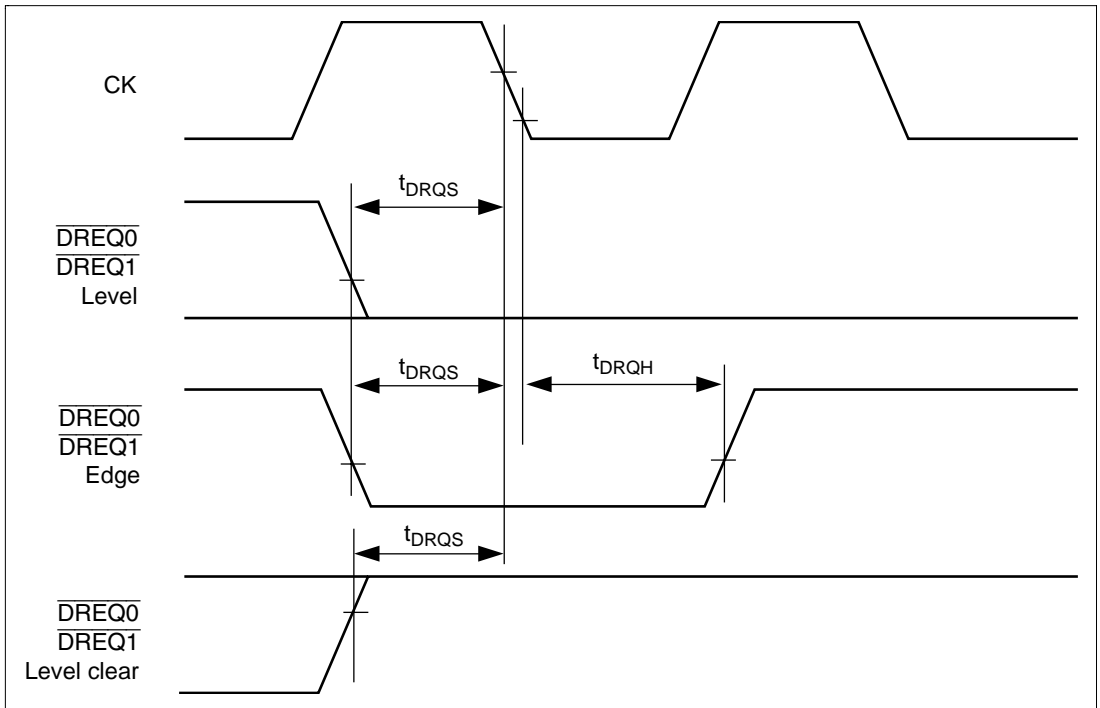 CK
tDRQS
DREQ0
DREQ1
Level
tDRQS
tDRQH
DREQ0
DREQ1
Edge
tDRQS
DREQ0
DREQ1
Level clear